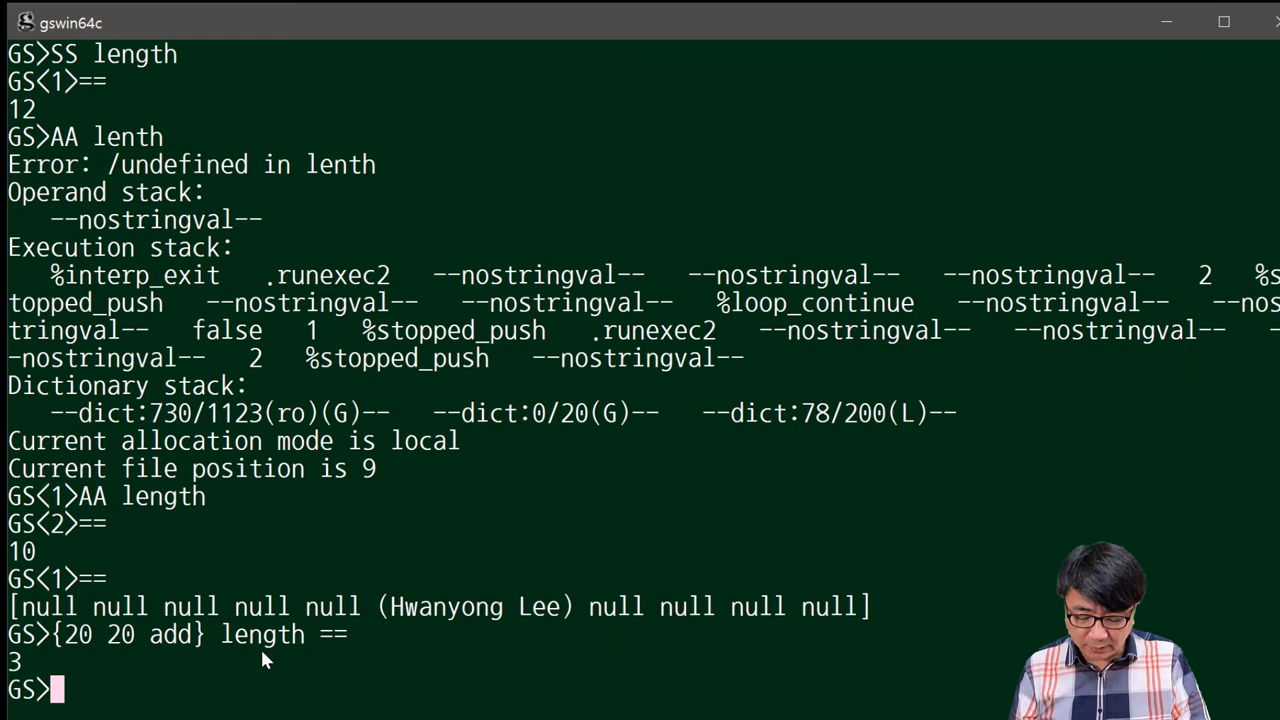 gswin64c
GS>SS length
GS<1>==
12
GS>AA lenth
Error: /undefined in lenth
Operand stack:
   --nostringval--
Execution stack:
   %interp_exit   .runexec2   --nostringval--   --nostringval--   --nostringval--   2   %s
topped_push   --nostringval--   --nostringval--   %loop_continue   --nostringval--   --nos
tringval--   false   1   %stopped_push   .runexec2   --nostringval--   --nostringval--   -
-nostringval--   2   %stopped_push   --nostringval--
Dictionary stack:
   --dict:730/1123(ro)(G)--   --dict:0/20(G)--   --dict:78/200(L)--
Current allocation mode is local
Current file position is 9
GS<1>AA length
GS<2>==
10
GS<1>==
[null null null null null (Hwanyong Lee) null null null null]
GS>{20 20 add} length ==
3
GS>